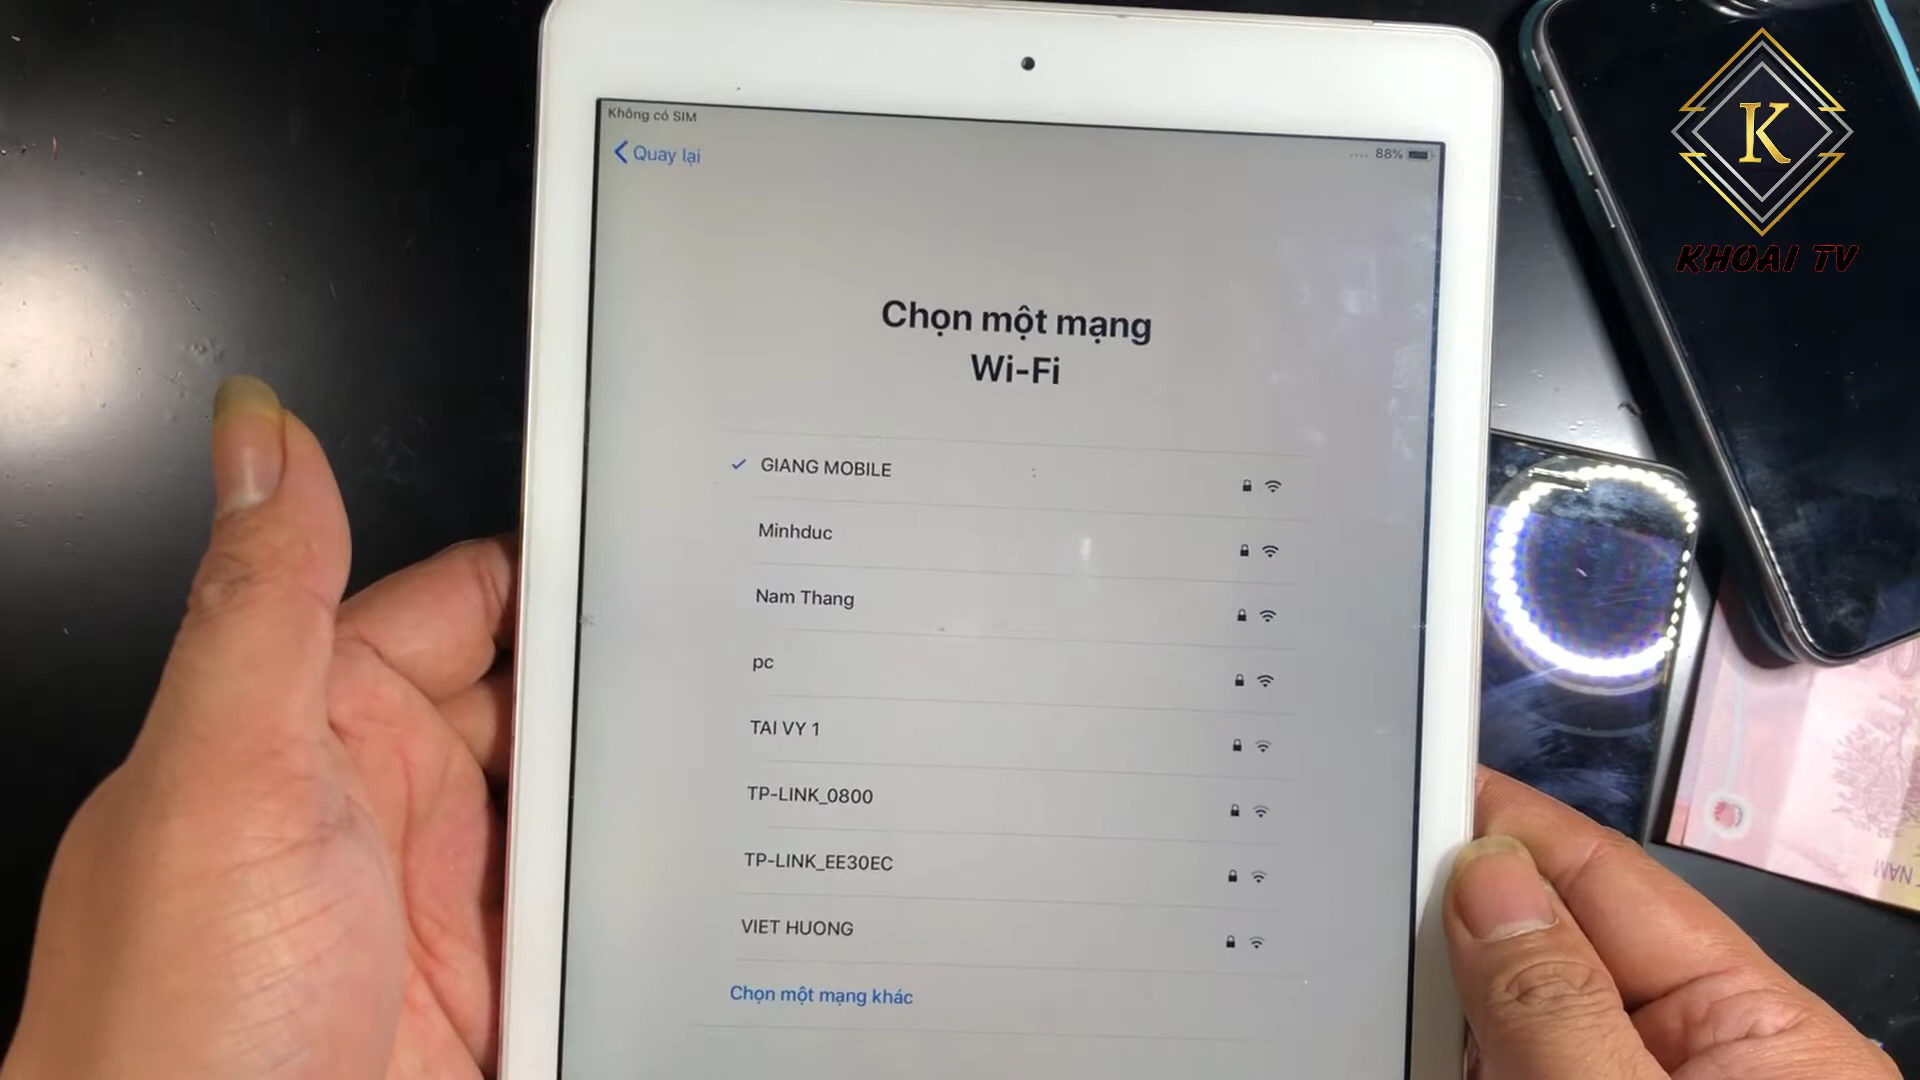 Không có SIM
Quay lại
88%
Chọn một mạng
Wi-Fi
GIANG MOBILE
Minhduc
Nam Thang
pc
TAI VY 1
TP-LINK_0800
TP-LINK_EE30EC
VIET HUONG
Chọn một mạng khác
K
KHOAI TV
NAM